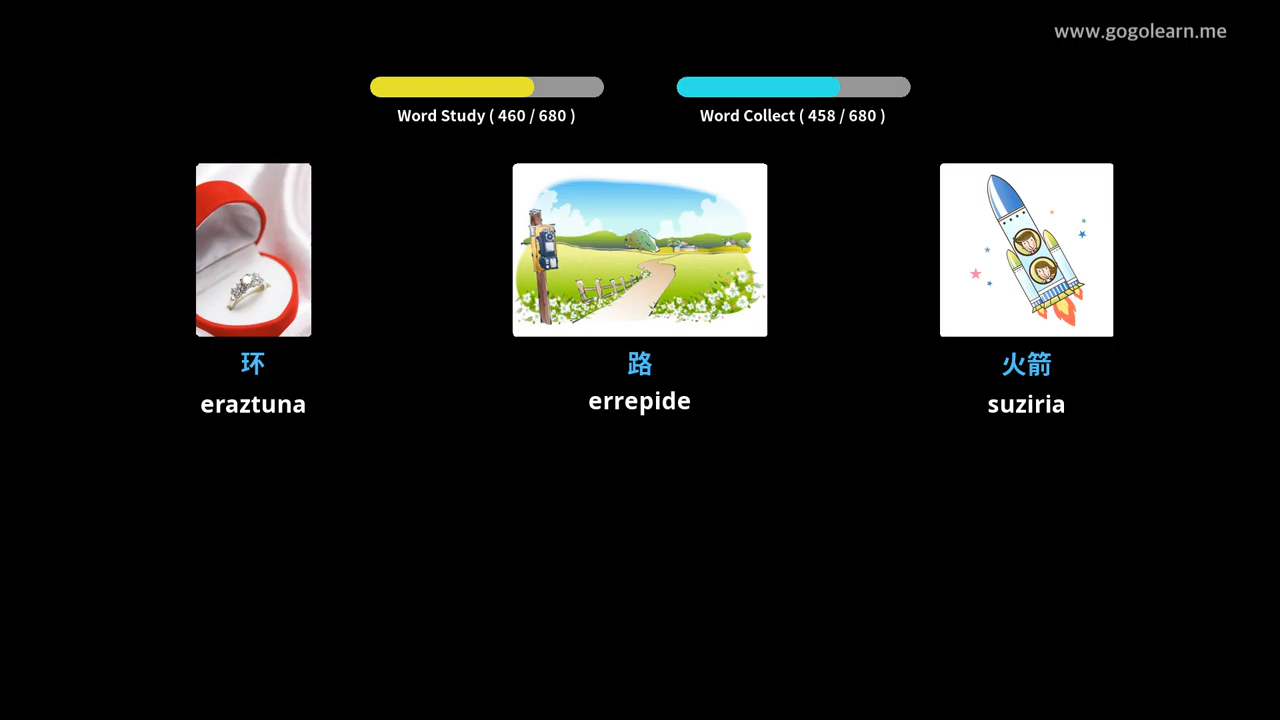 www.gogolearn.me
Word Study ( 460 / 680 )
Word Collect ( 458 / 680 )
环
路
火箭
eraztuna
errepide
suziria